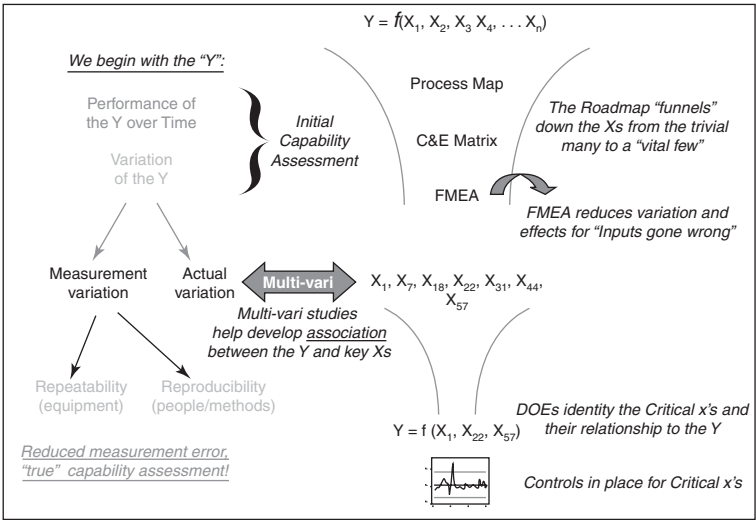 Y = f(X1, X2, X3 X4, . . . Xn)
We begin with the “Y”:
Performance of
the Y over Time
Variation
of the Y
Initial
Capability
Assessment
Process Map
C&E Matrix
FMEA
The Roadmap “funnels”
down the Xs from the trivial
many to a “vital few”
FMEA reduces variation and
effects for “Inputs gone wrong”
Measurement
variation
Actual
variation
Multi-vari
X1, X7, X18, X22, X31, X44,
X57
Multi-vari studies
help develop association
between the Y and key Xs
Repeatability
(equipment)
Reproducibility
(people/methods)
Reduced measurement error,
“true” capability assessment!
Y = f (X1, X22, X57)
DOEs identity the Critical x’s and
their relationship to the Y
Controls in place for Critical x’s